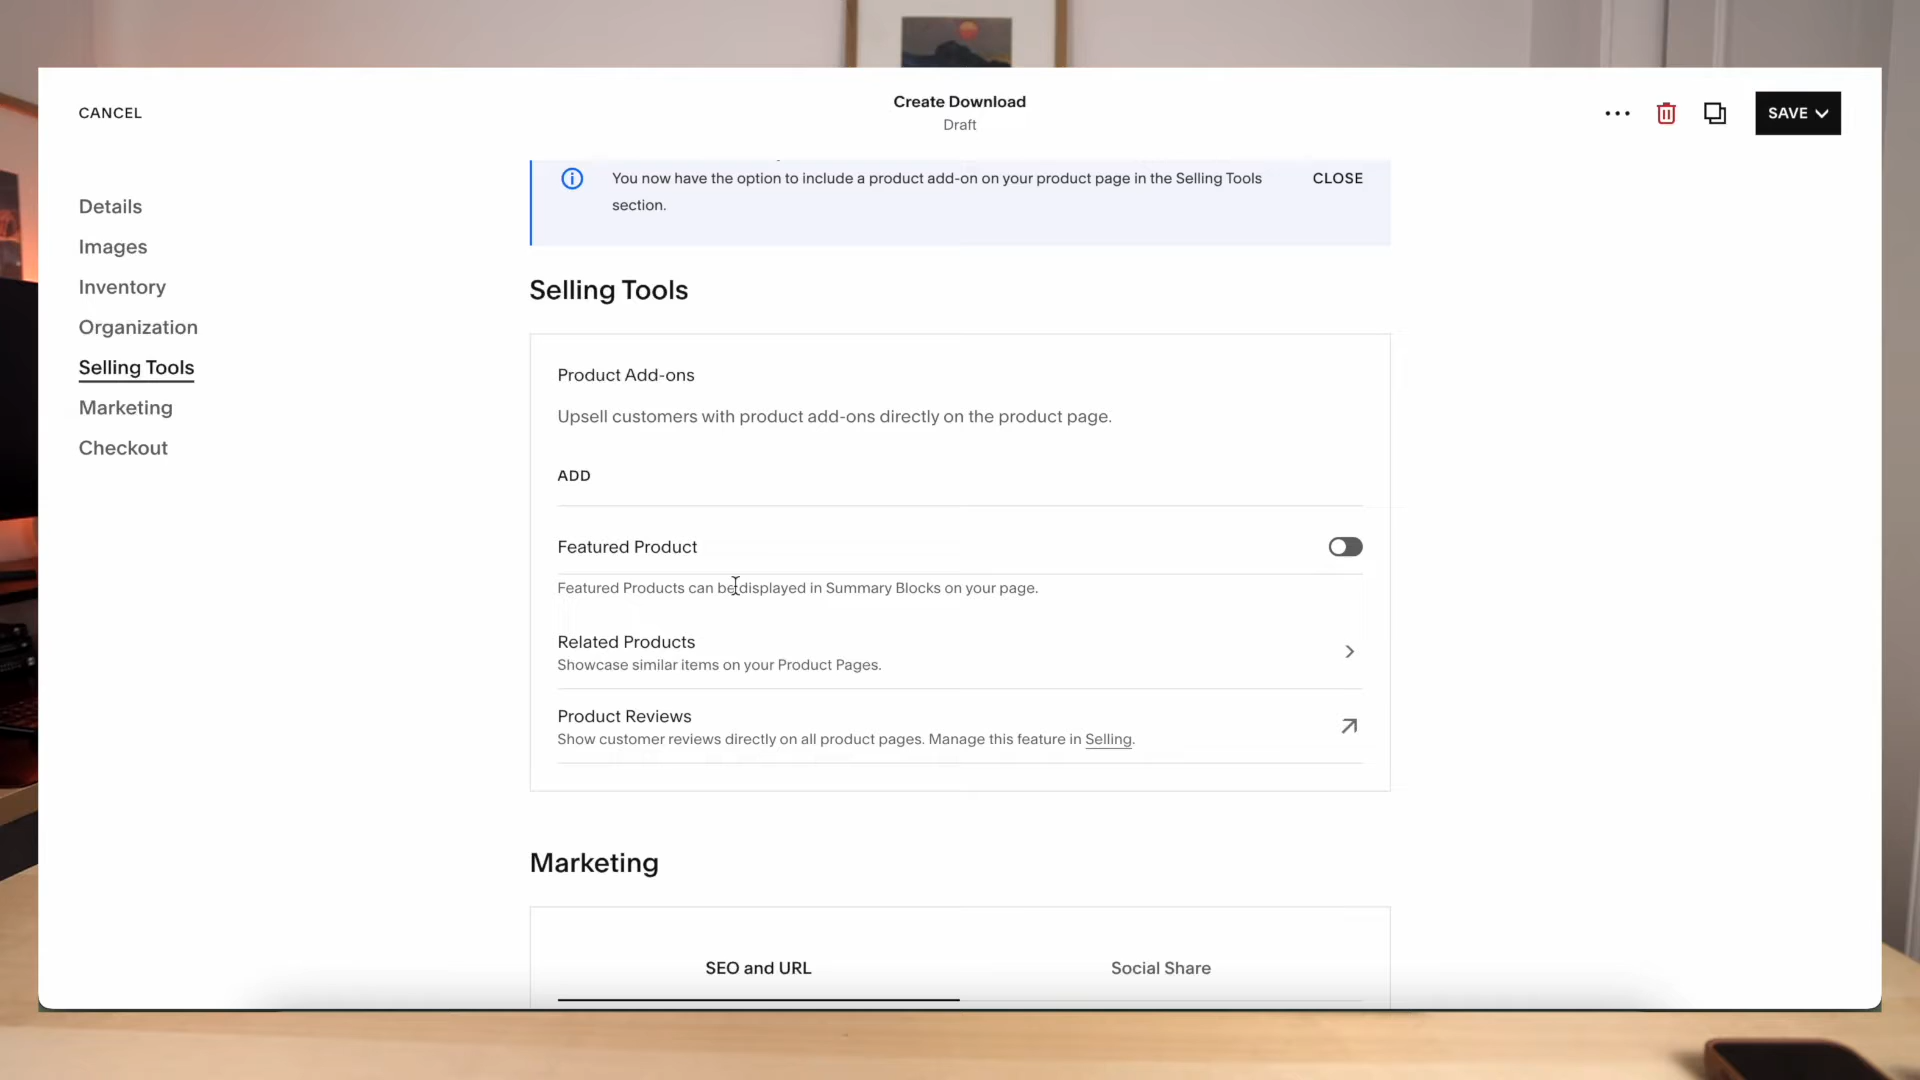 CANCEL
Create Download
Draft
SAVE
Details
Images
Inventory
Organization
Selling Tools
Marketing
Checkout
You now have the option to include a product add-on on your product page in the Selling Tools
section.
CLOSE
Selling Tools
Product Add-ons
Upsell customers with product add-ons directly on the product page.
ADD
Featured Product
Featured Products can be displayed in Summary Blocks on your page.
Related Products
Showcase similar items on your Product Pages.
Product Reviews
Show customer reviews directly on all product pages. Manage this feature in Selling.
Marketing
SEO and URL
Social Share